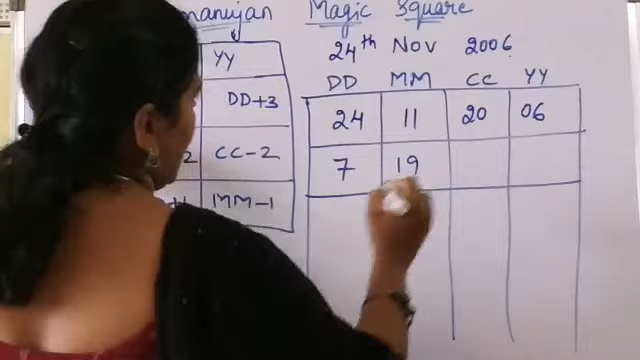 Magic Square
24th Nov 2006
DD MM CC YY
24 11 20 06
7 19
YY
DD+3
2 CC-2
MM-1